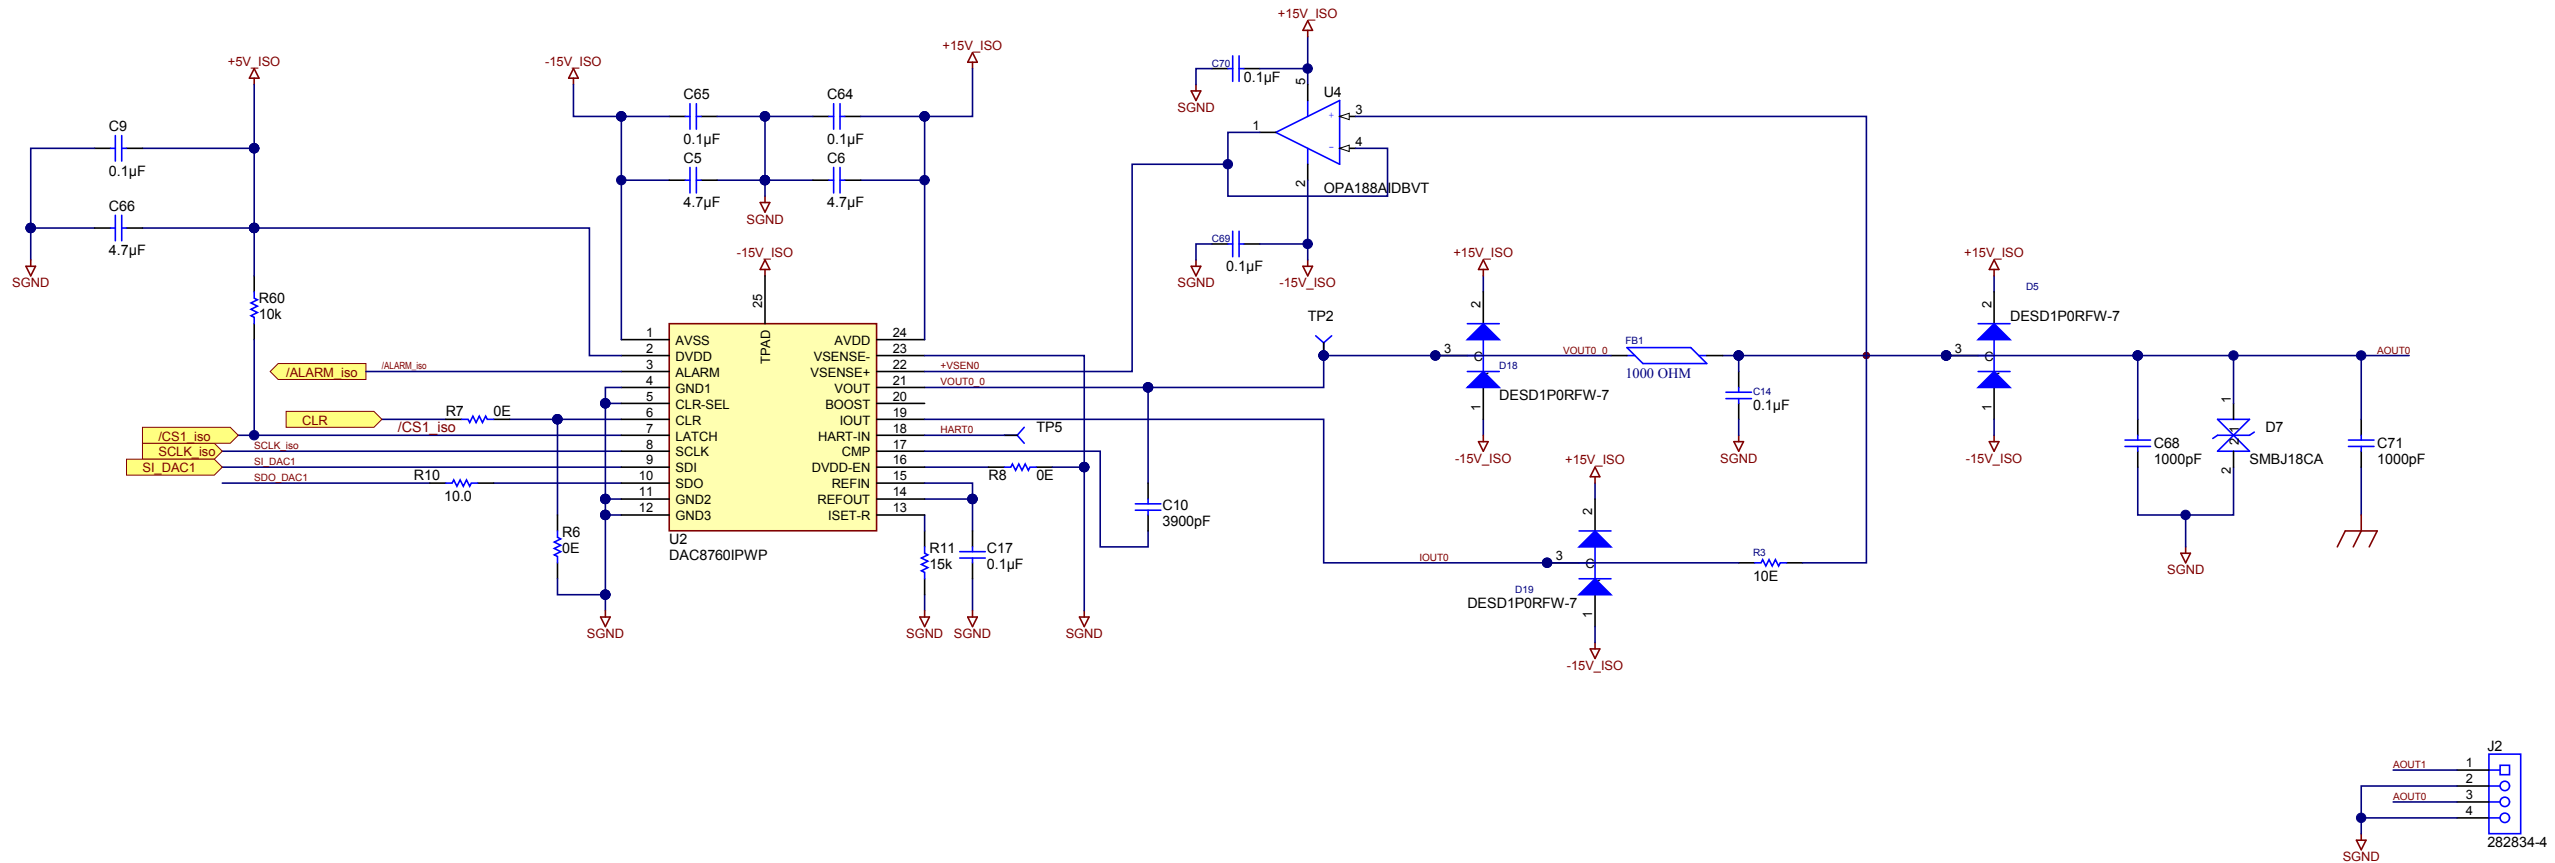 +15V_ISO
C70
0.1µF
SGND
5
U4
1
3
+
4
-
2
OPA188AIDBVT
C69
0.1µF
SGND
-15V_ISO
+5V_ISO
C9
0.1µF
C66
4.7µF
SGND
R60
10k
-15V_ISO
+15V_ISO
C65
0.1µF
C64
0.1µF
C5
4.7µF
C6
4.7µF
SGND
-15V_ISO
25
TPAD
1 AVSS
2 DVDD
3 ALARM
4 GND1
5 CLR-SEL
6 CLR
7 LATCH
8 SCLK
9 SDI
10 SDO
11 GND2
12 GND3
AVDD 24
VSENSE- 23
VSENSE+ 22
VOUT 21
BOOST 20
IOUT 19
HART-IN 18
CMP 17
DVDD-EN 16
REFIN 15
REFOUT 14
ISET-R 13
U2
DAC8760IPWP
/ALARM_iso
/ALARM_iso
CLR
R7 0E
/CS1_iso
/CS1_iso
SCLK_iso
SCLK_iso
SI_DAC1
SI_DAC1
SDO_DAC1
R10
10.0
R6
0E
SGND
+VSEN0
VOUT0_0
HART0
TP5
R8 0E
R11
15k
C17
0.1µF
SGND
SGND
SGND
C10
3900pF
TP2
+15V_ISO
2
3
C
D18
DESD1P0RFW-7
1
-15V_ISO
VOUT0_0
FB1
1000 OHM
C14
0.1µF
SGND
+15V_ISO
2
IOUT0
3
C
D19
DESD1P0RFW-7
1
-15V_ISO
R3
10E
+15V_ISO
2
D5
DESD1P0RFW-7
3
C
1
-15V_ISO
AOUT0
C68
1000pF
1
D7
SMBJ18CA
2
SGND
C71
1000pF
J2
AOUT1 1
2
AOUT0 3
4
282834-4
SGND